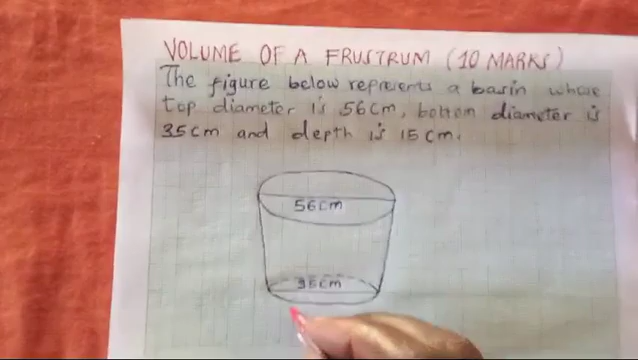 VOLUME OF A FRUSTRUM (10 MARKS)
The figure below represents a basin whose
top diameter is 56cm, bottom diameter is
35cm and depth is 15cm.
56cm
35cm